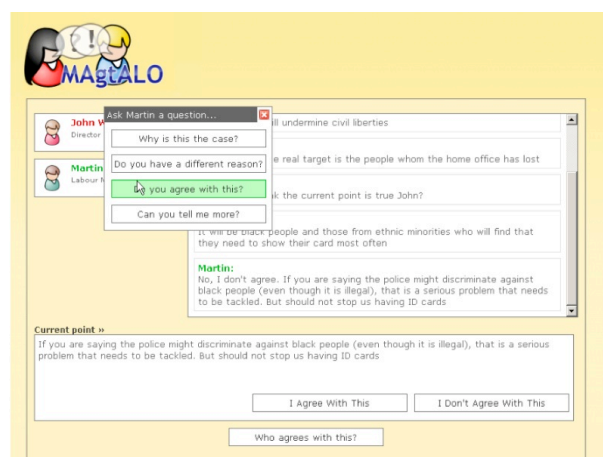 ?!
MAgtALO
Ask Martin a question...
Why is this the case?
Do you have a different reason?
Do you agree with this?
Can you tell me more?
John W
Director
Martin
Labour M
ill undermine civil liberties
e real target is the people whom the home office has lost
k the current point is true John?
It will be black people and those from ethnic minorities who will find that
they need to show their card most often
Martin:
No, I don't agree. If you are saying the police might discriminate against
black people (even though it is illegal), that is a serious problem that needs
to be tackled. But should not stop us having ID cards
Current point »
If you are saying the police might discriminate against black people (even though it is illegal), that is a serious
problem that needs to be tackled. But should not stop us having ID cards
I Agree With This
I Don't Agree With This
Who agrees with this?